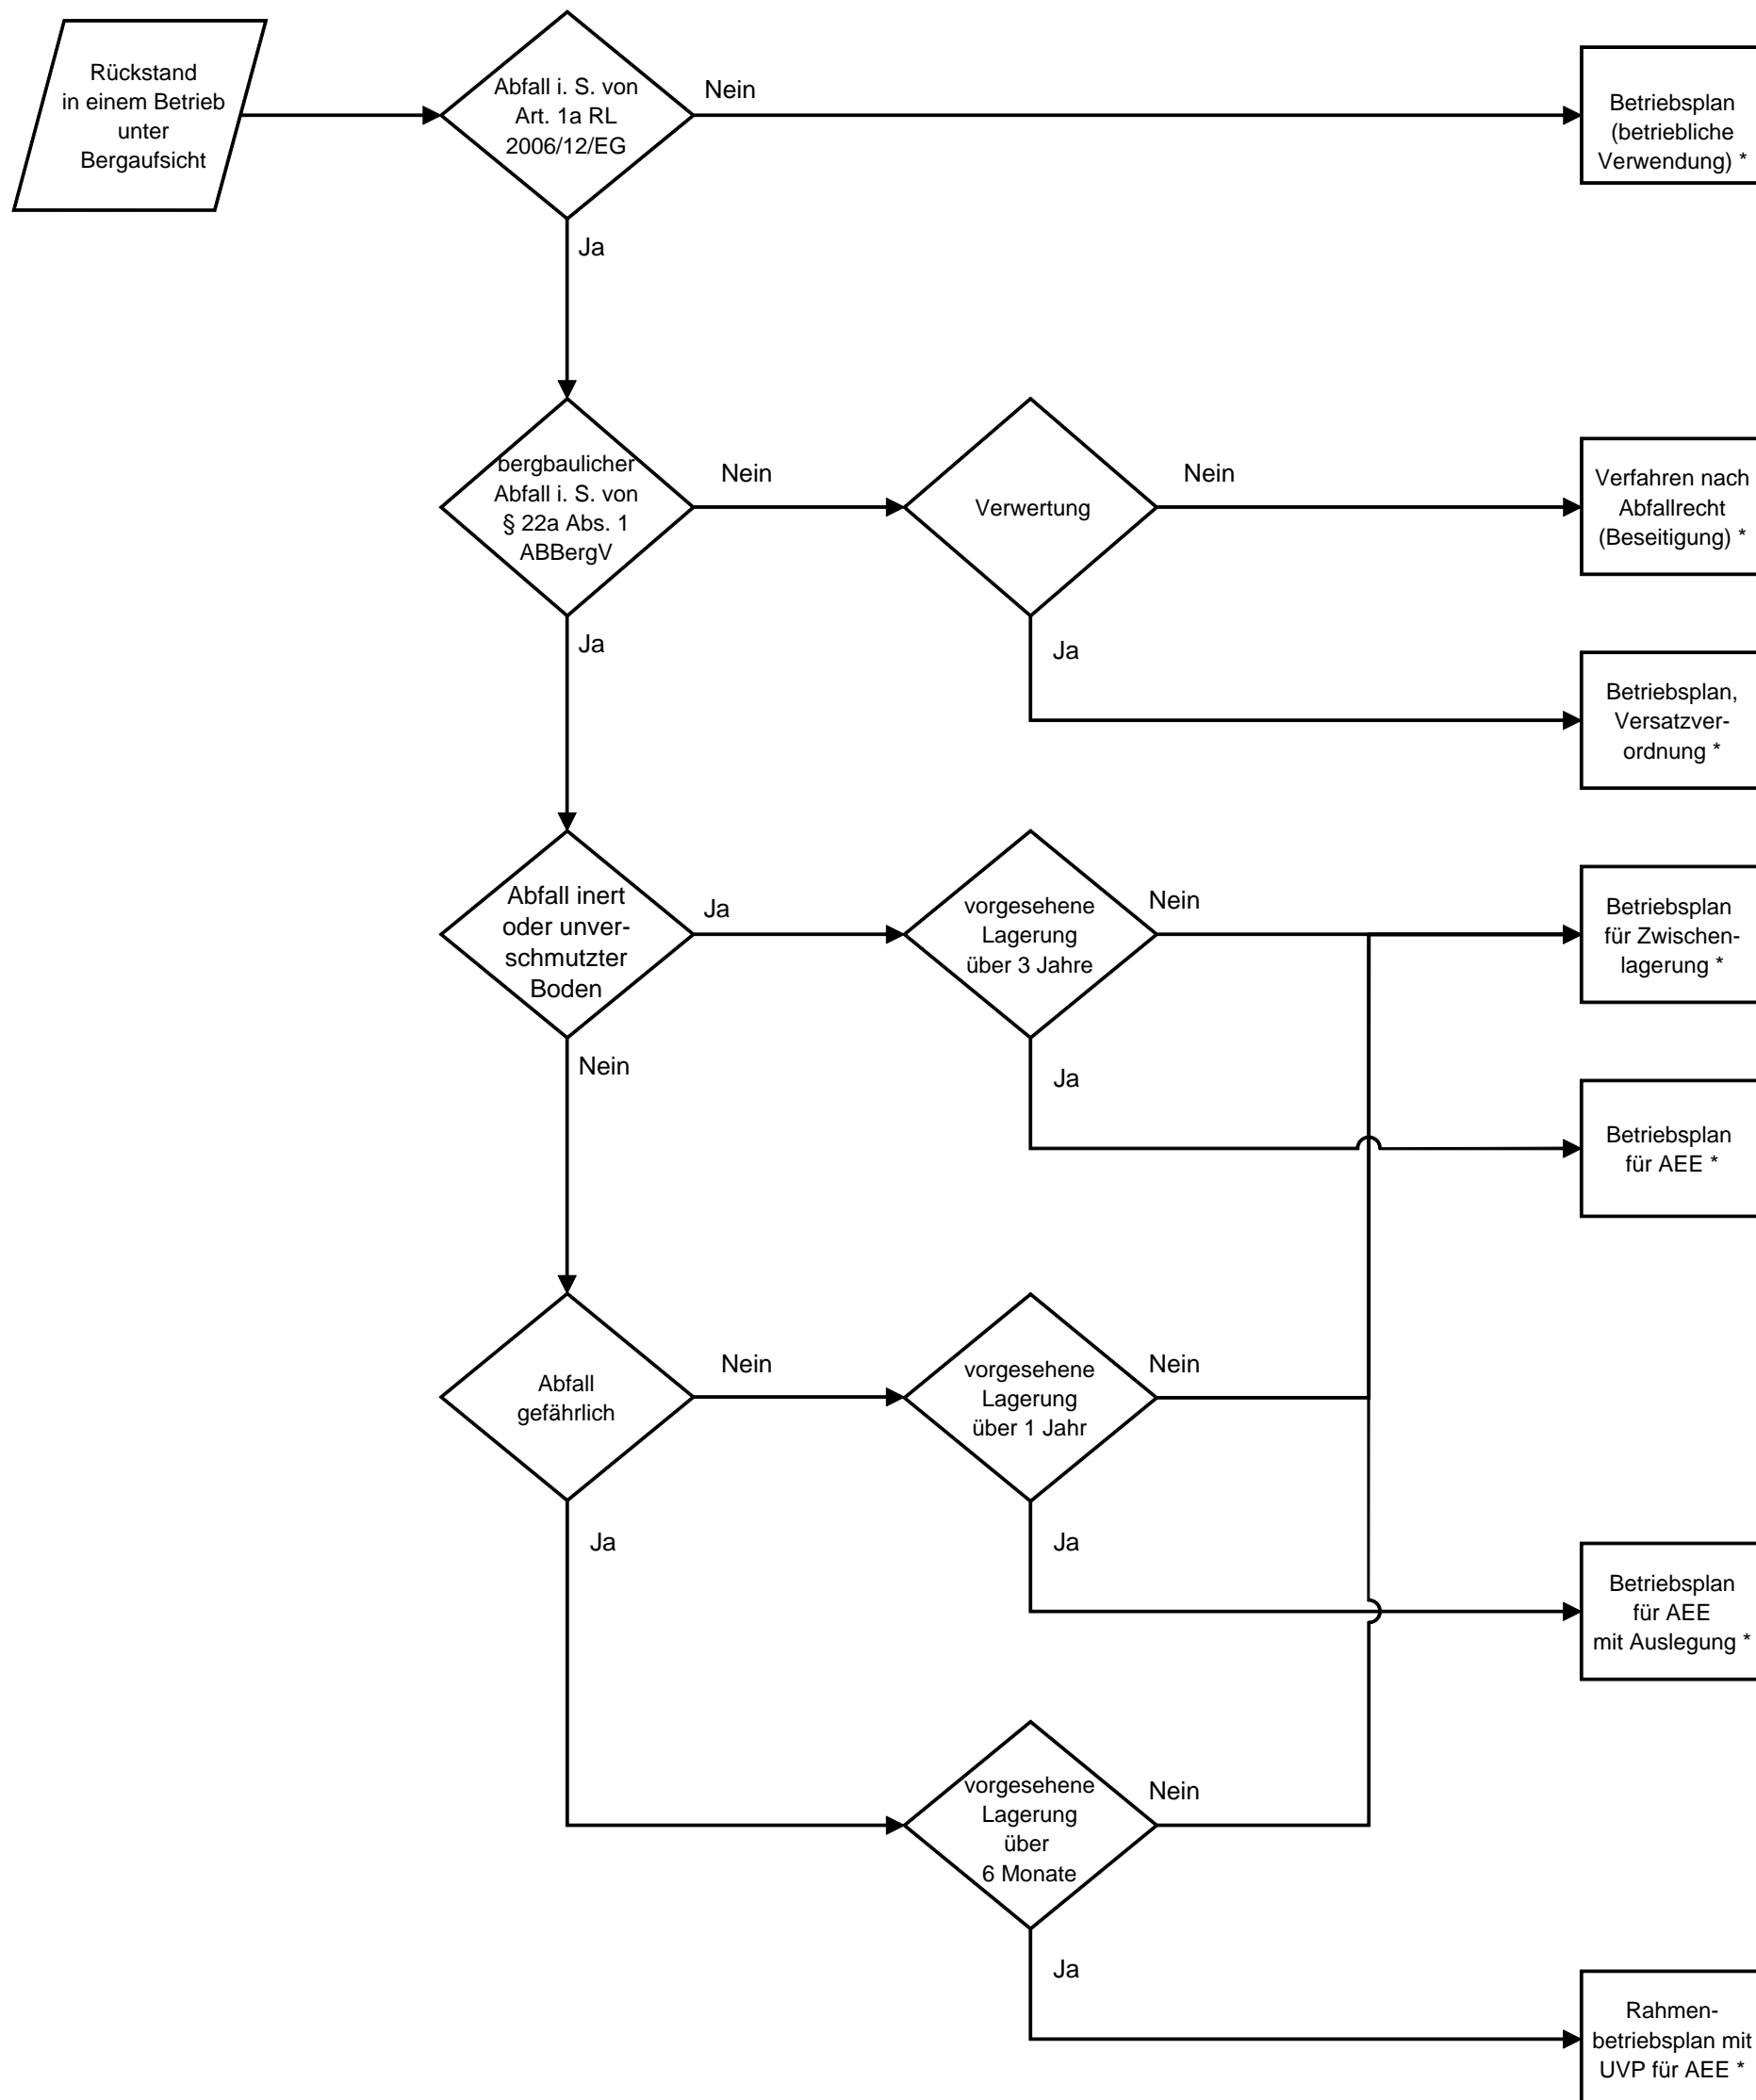 Rückstand
in einem Betrieb
unter
Bergaufsicht
Abfall i. S. von
Art. 1a RL
2006/12/EG
Nein
Betriebsplan
(betriebliche
Verwendung) *
Ja
bergbaulicher
Abfall i. S. von
§ 22a Abs. 1
ABBergV
Nein
Verwertung
Nein
Verfahren nach
Abfallrecht
(Beseitigung) *
Ja
Ja
Betriebsplan,
Versatzver-
ordnung *
Abfall inert
oder unver-
schmutzter
Boden
Ja
vorgesehene
Lagerung
über 3 Jahre
Nein
Betriebsplan
für Zwischen-
lagerung *
Nein
Ja
Betriebsplan
für AEE *
Abfall
gefährlich
Nein
vorgesehene
Lagerung
über 1 Jahr
Nein
Ja
Ja
Betriebsplan
für AEE
mit Auslegung *
vorgesehene
Lagerung
über
6 Monate
Nein
Ja
Rahmen-
betriebsplan mit
UVP für AEE *